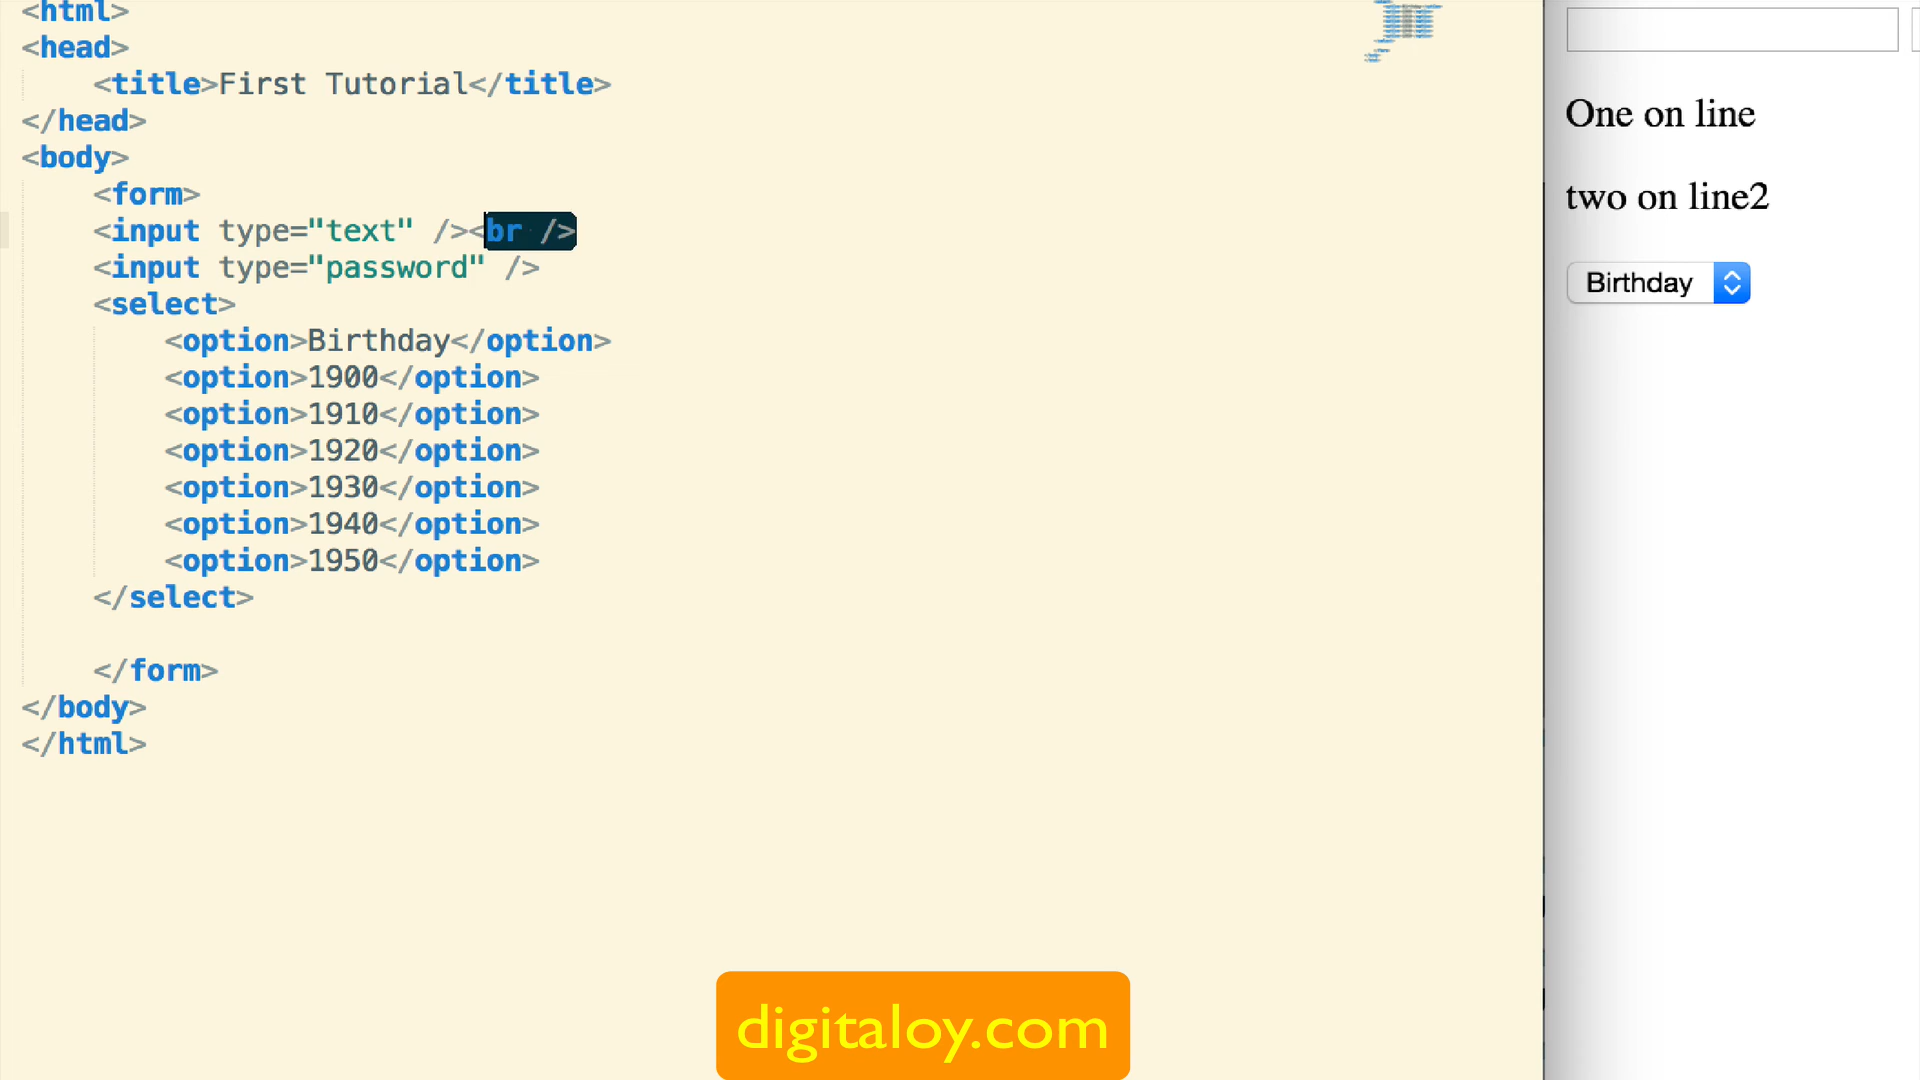 <html>
<head>
<title>First Tutorial</title>
</head>
<body>
<form>
<input type="text" /><br />
<input type="password" />
<select>
<option>Birthday</option>
<option>1900</option>
<option>1910</option>
<option>1920</option>
<option>1930</option>
<option>1940</option>
<option>1950</option>
</select>
</form>
</body>
</html>
One on line
two on line2
Birthday
digitaloy.com